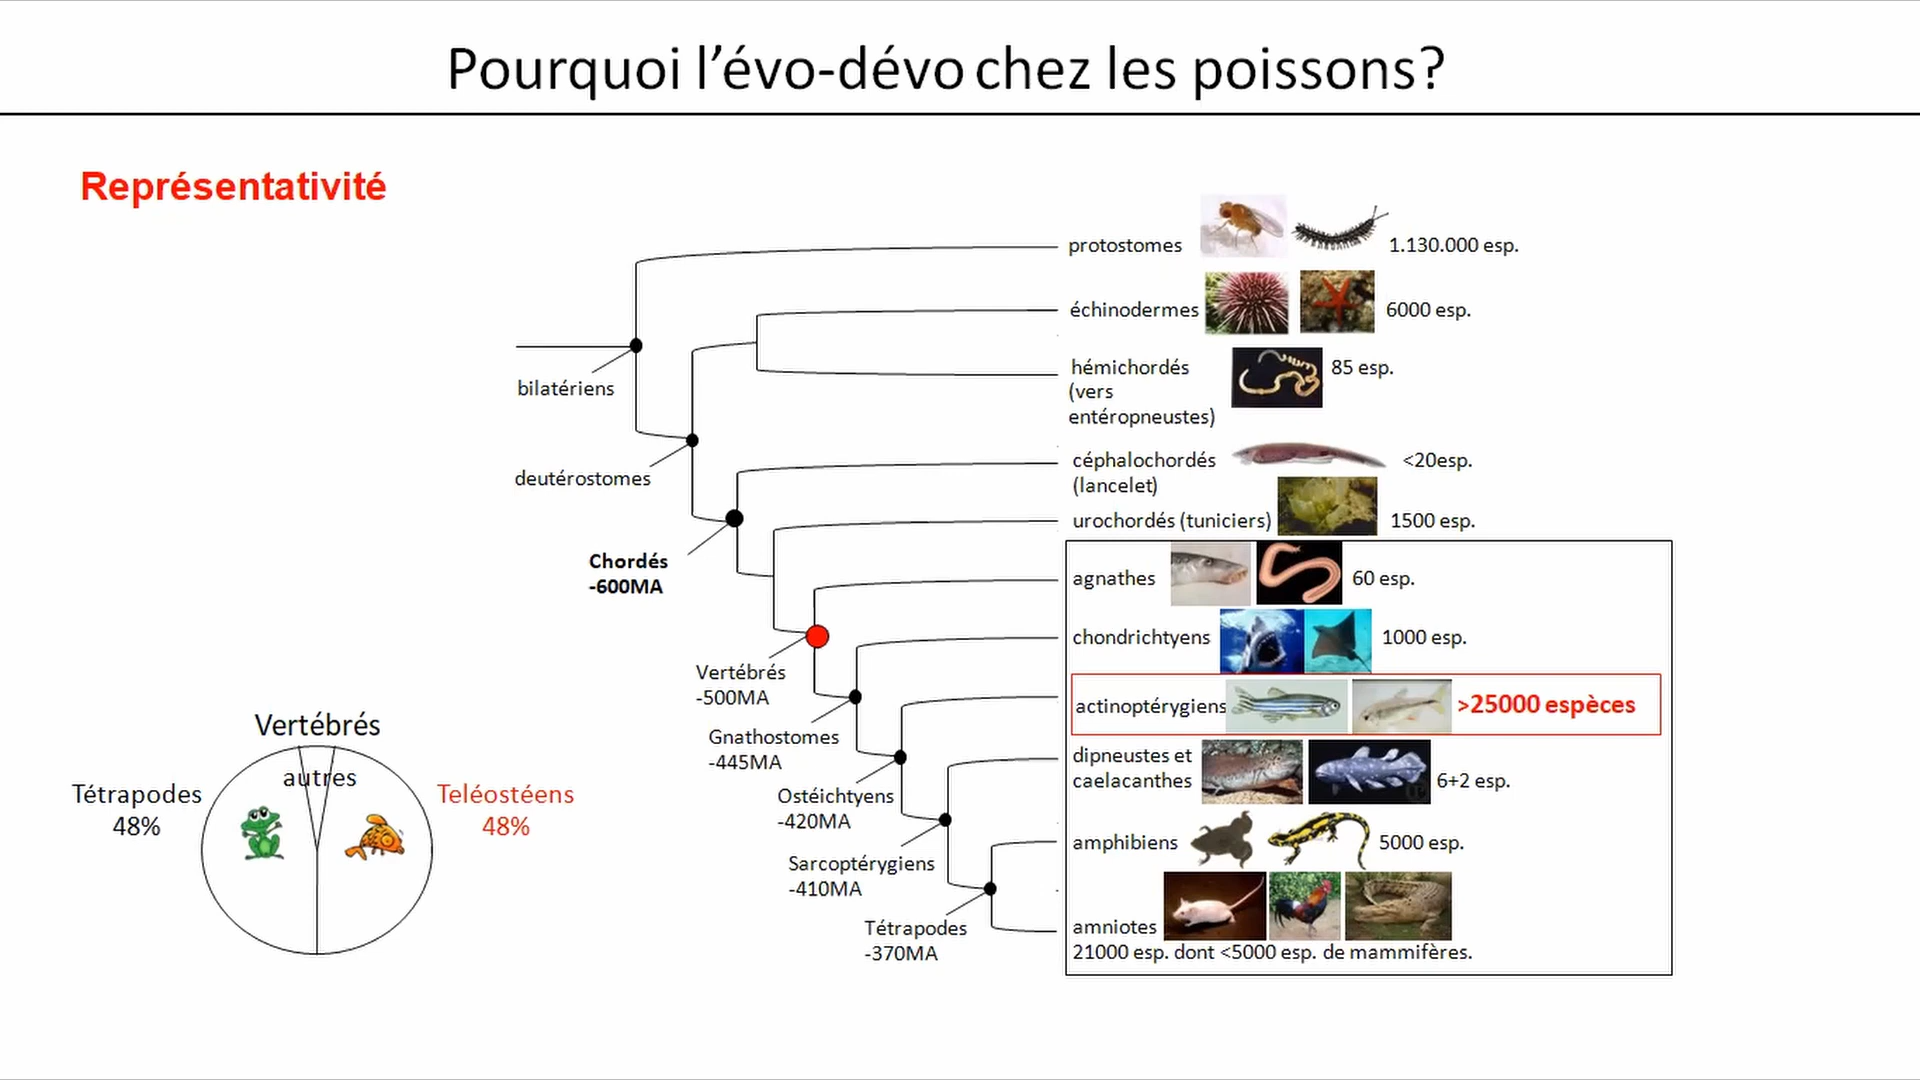 Pourquoi l’évo-dévo chez les poissons?
Représentativité
protostomes 1.130.000 esp.
échinodermes 6000 esp.
hémichordés 85 esp.
(vers
entéropneustes)
bilatériens
deutérostomes
céphalochordés <20esp.
(lancelet)
urochordés (tuniciers) 1500 esp.
Chordés
-600MA
agnathes 60 esp.
chondrichtyens 1000 esp.
Vertébrés
-500MA
actinoptérygiens >25000 espèces
Gnathostomes
-445MA
dipneustes et
caelacanthes 6+2 esp.
Ostéichtyens
-420MA
amphibiens 5000 esp.
Sarcoptérygiens
-410MA
Tétrapodes
-370MA
amniotes
21000 esp. dont <5000 esp. de mammifères.
Vertébrés
autres
Tétrapodes
48%
Teléostéens
48%